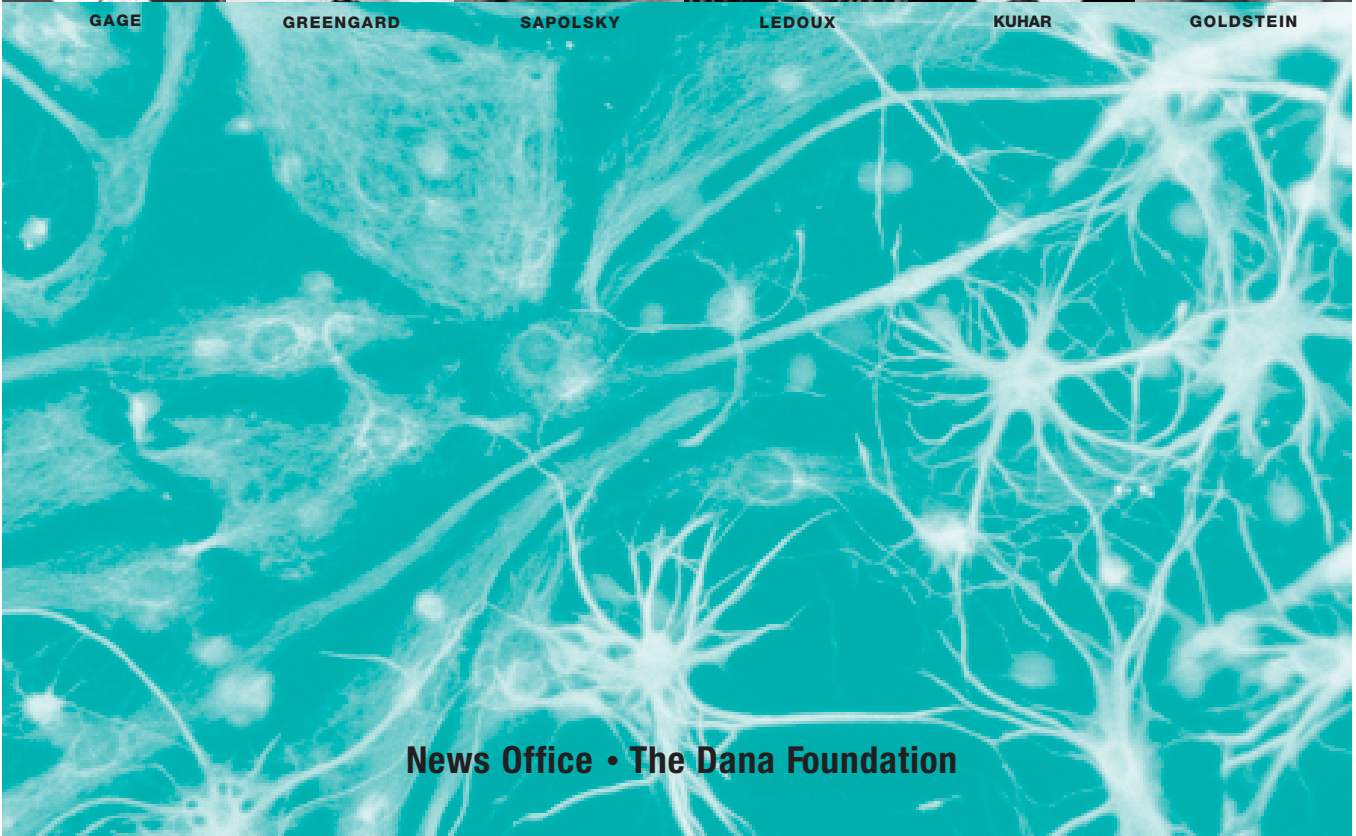 GAGE GREENGARD SAPOLSKY LEDOUX KUHAR GOLDSTEIN
News Office • The Dana Foundation